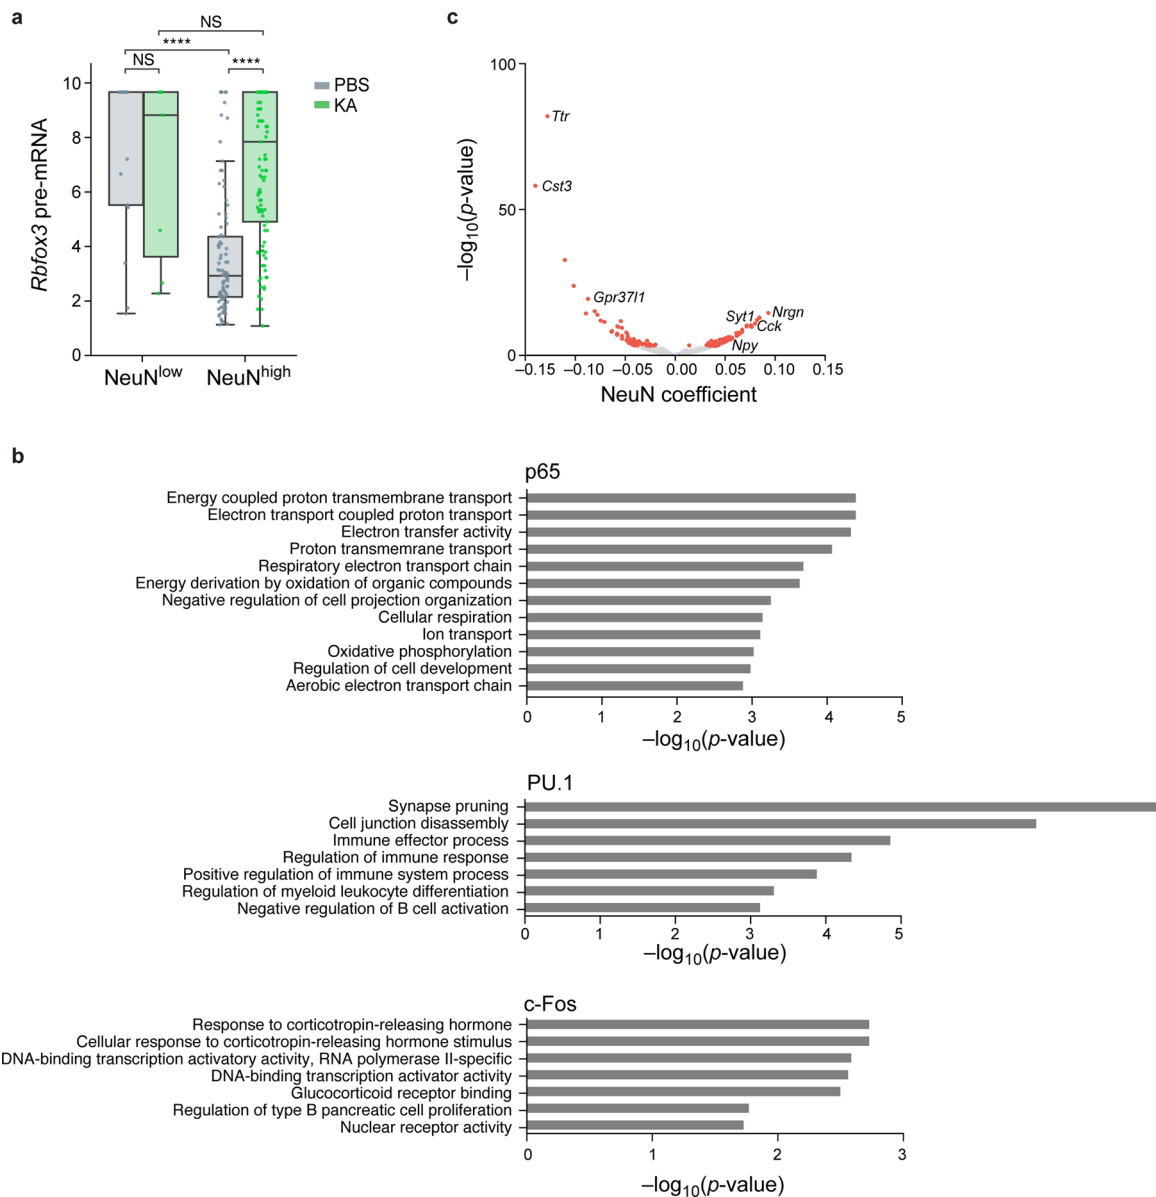 a
NS
****
NS
****
10
8
6
4
2
0
Rbfox3 pre-mRNA
PBS
KA
NeuNlow
NeuNhigh
c
100
50
0
–log10(p-value)
Ttr
Cst3
Gpr37l1
Syt1
Nrgn
Cck
Npy
–0.15 –0.10 –0.05 0.00 0.05 0.10 0.15
NeuN coefficient
b
p65
Energy coupled proton transmembrane transport
Electron transport coupled proton transport
Electron transfer activity
Proton transmemrane transport
Respiratory electron transport chain
Energy derivation by oxidation of organic compounds
Negative regulation of cell projection organization
Cellular respiration
Ion transport
Oxidative phosphorylation
Regulation of cell development
Aerobic electron transport chain
0 1 2 3 4 5
–log10(p-value)
PU.1
Synapse pruning
Cell junction disassembly
Immune effector process
Regulation of immune response
Positive regulation of immune system process
Regulation of myeloid leukocyte differentiation
Negative regulation of B cell activation
0 1 2 3 4 5
–log10(p-value)
c-Fos
Response to corticotropin-releasing hormone
Cellular response to corticotropin-releasing hormone stimulus
DNA-binding transcription activatory activity, RNA polymerase II-specific
DNA-binding transcription activator activity
Glucocorticoid receptor binding
Regulation of type B pancreatic cell proliferation
Nuclear receptor activity
0 1 2 3
–log10(p-value)